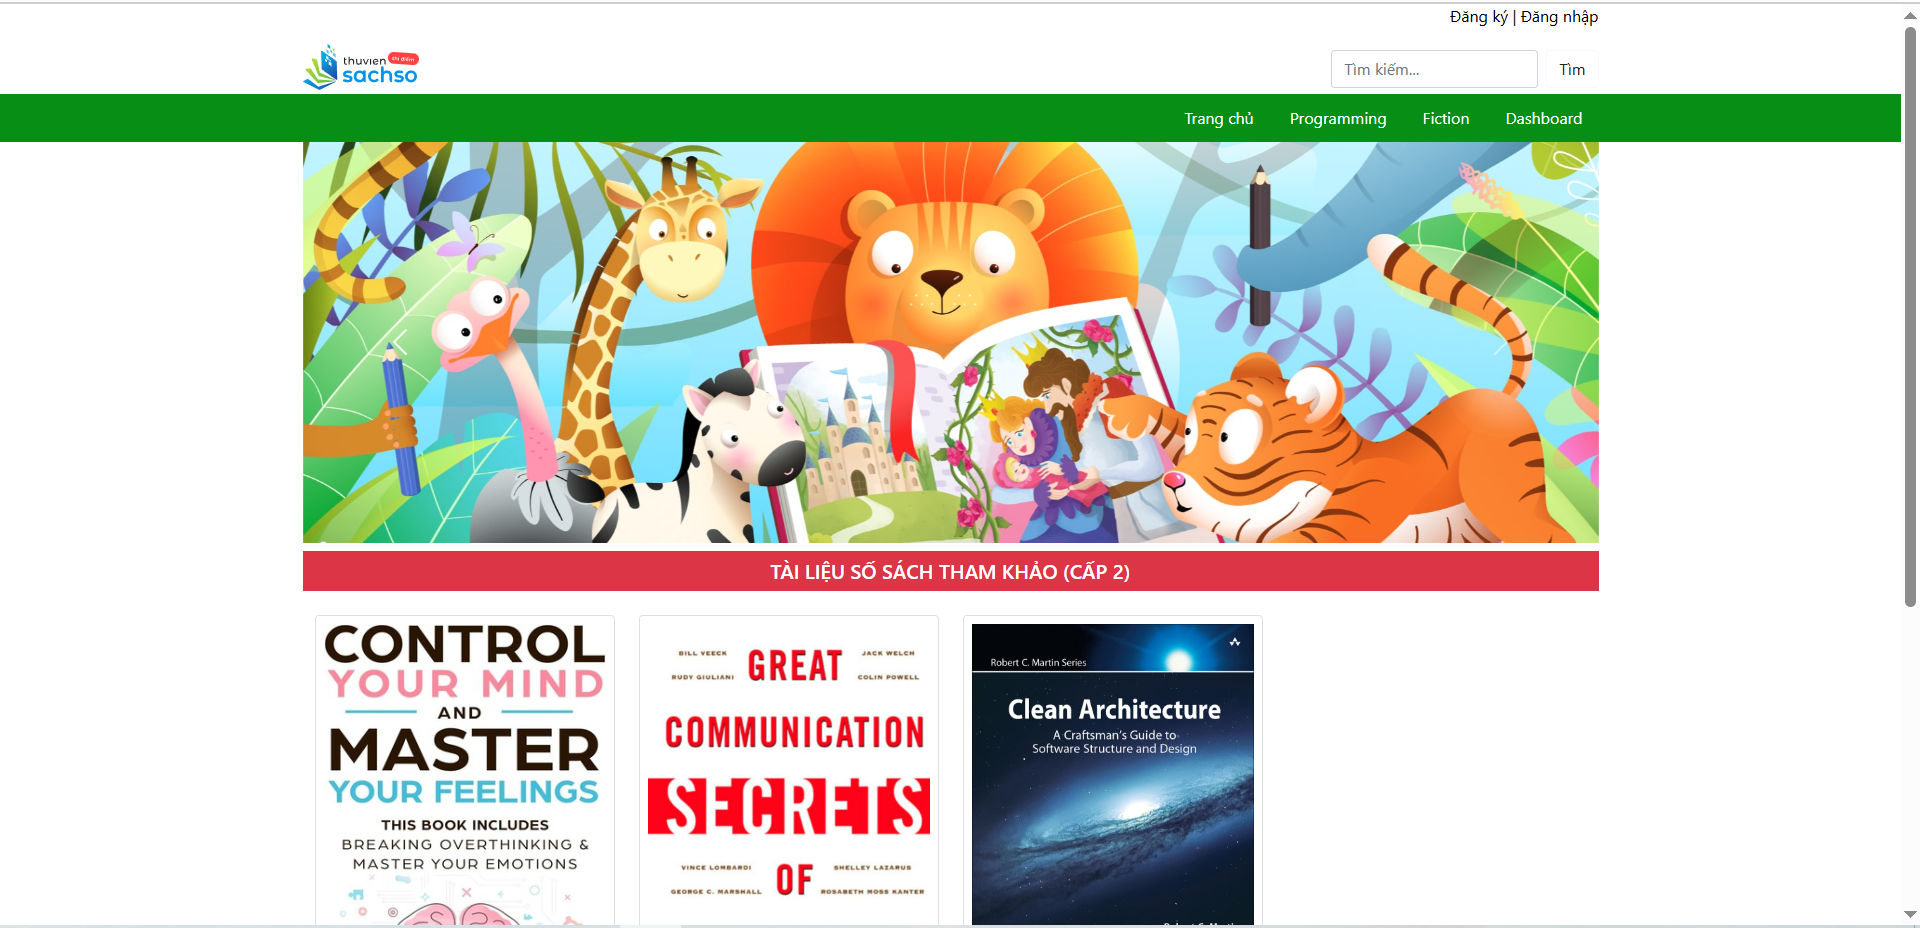 Đăng ký | Đăng nhập
thuvien thí điểm
sachso
Tìm kiếm... Tìm
Trang chủ Programming Fiction Dashboard
TÀI LIỆU SỐ SÁCH THAM KHẢO (CẤP 2)
CONTROL
YOUR MIND
AND
MASTER
YOUR FEELINGS
THIS BOOK INCLUDES
BREAKING OVERTHINKING &
MASTER YOUR EMOTIONS
BILL VEECK GREAT JACK WELCH
RUDY GIULIANI COLIN POWELL
COMMUNICATION
SECRETS
VINCE LOMBARDI OF SHELLEY LAZARUS
GEORGE C. MARSHALL ROSABETH MOSS KANTER
Robert C. Martin Series
Clean Architecture
A Craftsman's Guide to
Software Structure and Design